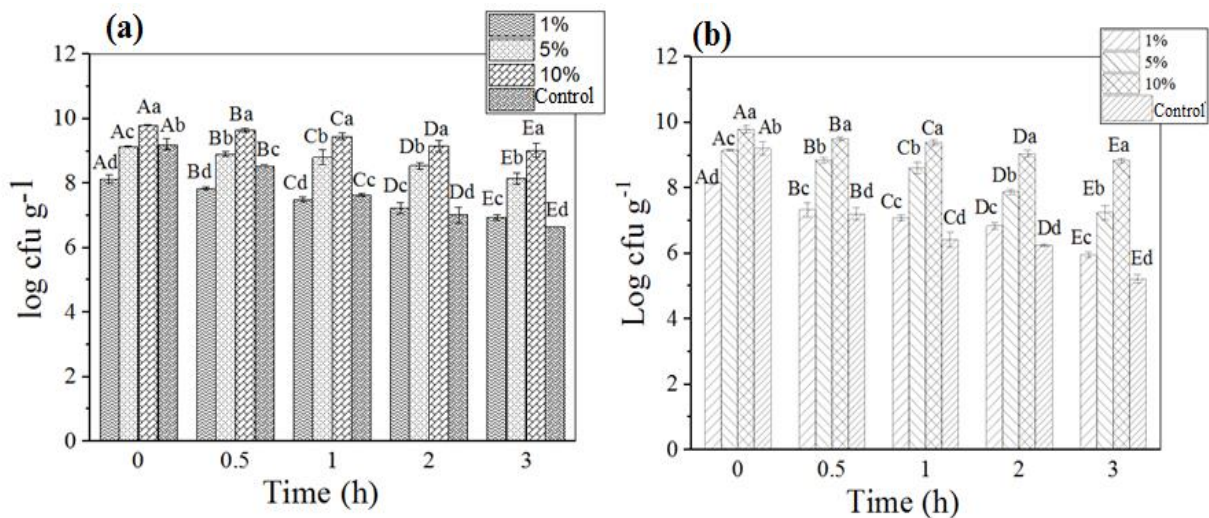 (a)
1%
5%
10%
Control
12
10
8
6
4
2
0
log cfu g-1
Ad
Ac
Aa
Ab
Bd
Bb
Ba
Bc
Cd
Cb
Ca
Cc
Dc
Db
Da
Dd
Ec
Eb
Ea
Ed
0
0.5
1
2
3
Time (h)
(b)
1%
5%
10%
Control
12
10
8
6
4
2
0
Log cfu g-1
Ad
Ac
Aa
Ab
Bc
Bb
Ba
Bd
Cc
Cb
Ca
Cd
Dc
Db
Da
Dd
Ec
Eb
Ea
Ed
0
0.5
1
2
3
Time (h)